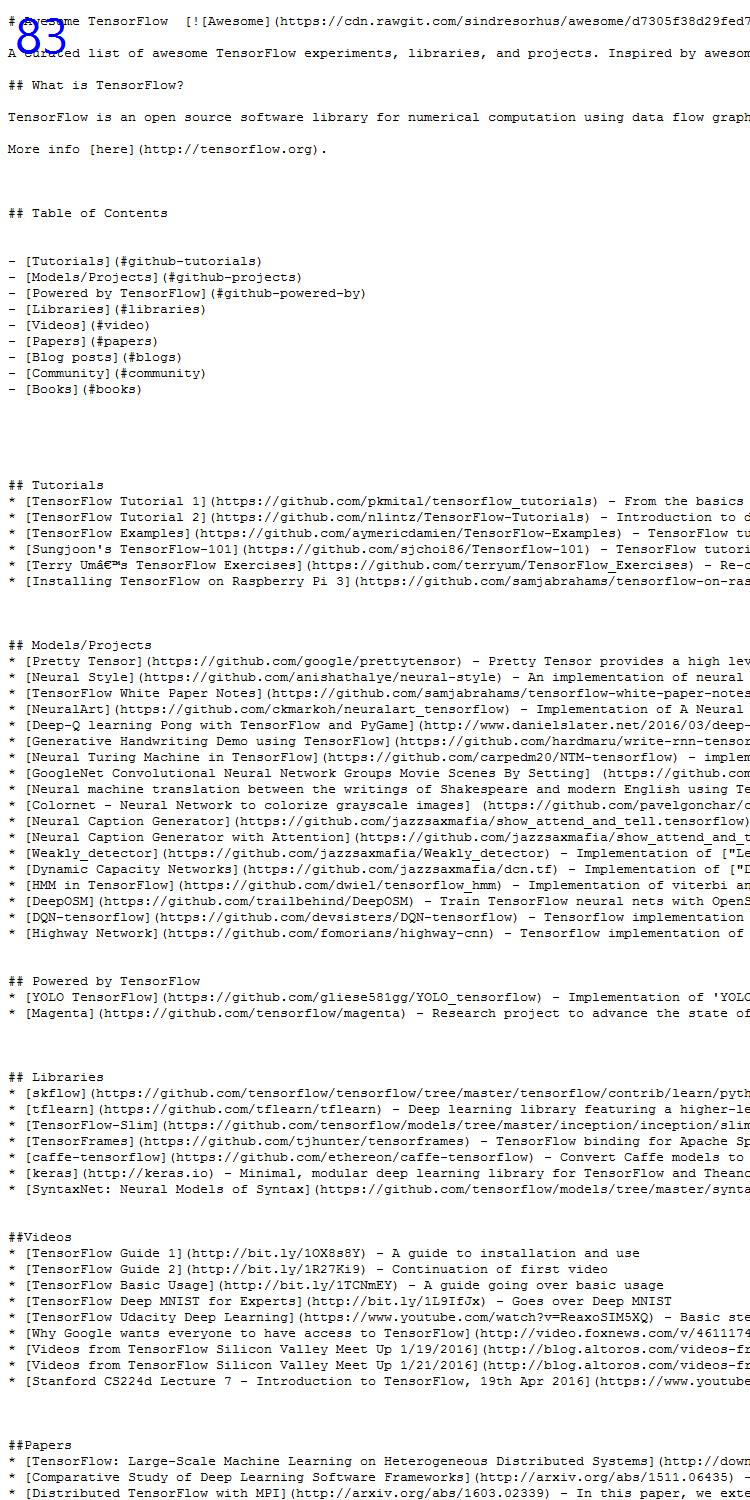 # Awesome TensorFlow  [![Awesome](https://cdn.rawgit.com/sindresorhus/awesome/d7305f38d29fed7
83
A curated list of awesome TensorFlow experiments, libraries, and projects. Inspired by awesom
## What is TensorFlow?
TensorFlow is an open source software library for numerical computation using data flow graph
More info [here](http://tensorflow.org).
## Table of Contents
- [Tutorials](#github-tutorials)
- [Models/Projects](#github-projects)
- [Powered by TensorFlow](#github-powered-by)
- [Libraries](#libraries)
- [Videos](#video)
- [Papers](#papers)
- [Blog posts](#blogs)
- [Community](#community)
- [Books](#books)
## Tutorials
* [TensorFlow Tutorial 1](https://github.com/pkmital/tensorflow_tutorials) - From the basics
* [TensorFlow Tutorial 2](https://github.com/nlintz/TensorFlow-Tutorials) - Introduction to d
* [TensorFlow Examples](https://github.com/aymericdamien/TensorFlow-Examples) - TensorFlow tu
* [Sungjoon's TensorFlow-101](https://github.com/sjchoi86/Tensorflow-101) - TensorFlow tutori
* [Terry Umâ€™s TensorFlow Exercises](https://github.com/terryum/TensorFlow_Exercises) - Re-c
* [Installing TensorFlow on Raspberry Pi 3](https://github.com/samjabrahams/tensorflow-on-ras
## Models/Projects
* [Pretty Tensor](https://github.com/google/prettytensor) - Pretty Tensor provides a high lev
* [Neural Style](https://github.com/anishathalye/neural-style) - An implementation of neural
* [TensorFlow White Paper Notes](https://github.com/samjabrahams/tensorflow-white-paper-notes
* [NeuralArt](https://github.com/ckmarkoh/neuralart_tensorflow) - Implementation of A Neural
* [Deep-Q learning Pong with TensorFlow and PyGame](http://www.danielslater.net/2016/03/deep-
* [Generative Handwriting Demo using TensorFlow](https://github.com/hardmaru/write-rnn-tensor
* [Neural Turing Machine in TensorFlow](https://github.com/carpedm20/NTM-tensorflow) - implem
* [GoogleNet Convolutional Neural Network Groups Movie Scenes By Setting] (https://github.com
* [Neural machine translation between the writings of Shakespeare and modern English using Te
* [Colornet - Neural Network to colorize grayscale images] (https://github.com/pavelgonchar/c
* [Neural Caption Generator](https://github.com/jazzsaxmafia/show_attend_and_tell.tensorflow)
* [Neural Caption Generator with Attention](https://github.com/jazzsaxmafia/show_attend_and_t
* [Weakly_detector](https://github.com/jazzsaxmafia/Weakly_detector) - Implementation of ["Le
* [Dynamic Capacity Networks](https://github.com/jazzsaxmafia/dcn.tf) - Implementation of ["D
* [HMM in TensorFlow](https://github.com/dwiel/tensorflow_hmm) - Implementation of viterbi an
* [DeepOSM](https://github.com/trailbehind/DeepOSM) - Train TensorFlow neural nets with OpenS
* [DQN-tensorflow](https://github.com/devsisters/DQN-tensorflow) - Tensorflow implementation
* [Highway Network](https://github.com/fomorians/highway-cnn) - Tensorflow implementation of
## Powered by TensorFlow
* [YOLO TensorFlow](https://github.com/gliese581gg/YOLO_tensorflow) - Implementation of 'YOLO
* [Magenta](https://github.com/tensorflow/magenta) - Research project to advance the state of
## Libraries
* [skflow](https://github.com/tensorflow/tensorflow/tree/master/tensorflow/contrib/learn/pyth
* [tflearn](https://github.com/tflearn/tflearn) - Deep learning library featuring a higher-le
* [TensorFlow-Slim](https://github.com/tensorflow/models/tree/master/inception/inception/slim
* [TensorFrames](https://github.com/tjhunter/tensorframes) - TensorFlow binding for Apache Sp
* [caffe-tensorflow](https://github.com/ethereon/caffe-tensorflow) - Convert Caffe models to
* [keras](http://keras.io) - Minimal, modular deep learning library for TensorFlow and Theano
* [SyntaxNet: Neural Models of Syntax](https://github.com/tensorflow/models/tree/master/synta
##Videos
* [TensorFlow Guide 1](http://bit.ly/1OX8s8Y) - A guide to installation and use
* [TensorFlow Guide 2](http://bit.ly/1R27Ki9) - Continuation of first video
* [TensorFlow Basic Usage](http://bit.ly/1TCNmEY) - A guide going over basic usage
* [TensorFlow Deep MNIST for Experts](http://bit.ly/1L9IfJx) - Goes over Deep MNIST
* [TensorFlow Udacity Deep Learning](https://www.youtube.com/watch?v=ReaxoSIM5XQ) - Basic ste
* [Why Google wants everyone to have access to TensorFlow](http://video.foxnews.com/v/4611174
* [Videos from TensorFlow Silicon Valley Meet Up 1/19/2016](http://blog.altoros.com/videos-fr
* [Videos from TensorFlow Silicon Valley Meet Up 1/21/2016](http://blog.altoros.com/videos-fr
* [Stanford CS224d Lecture 7 - Introduction to TensorFlow, 19th Apr 2016](https://www.youtube
##Papers
* [TensorFlow: Large-Scale Machine Learning on Heterogeneous Distributed Systems](http://down
* [Comparative Study of Deep Learning Software Frameworks](http://arxiv.org/abs/1511.06435) -
* [Distributed TensorFlow with MPI](http://arxiv.org/abs/1603.02339) - In this paper, we exte